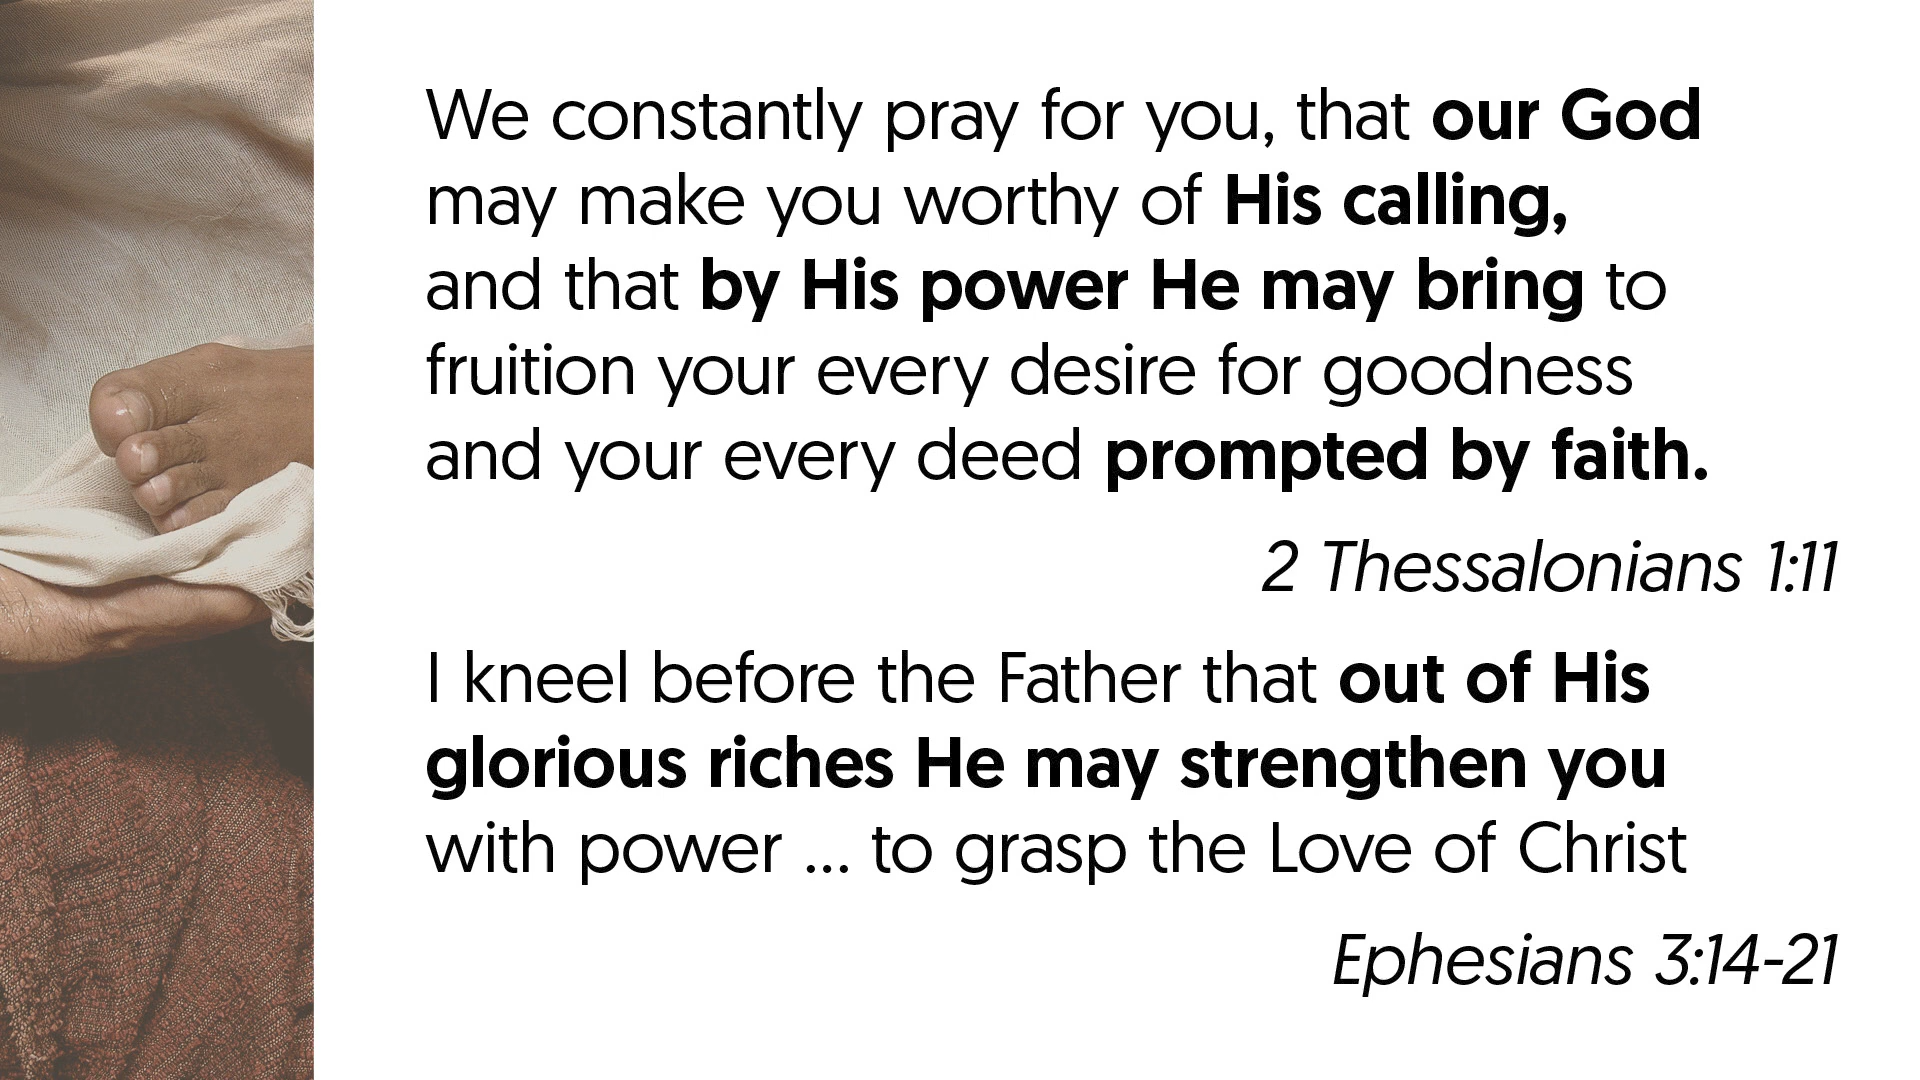 We constantly pray for you, that our God
may make you worthy of His calling,
and that by His power He may bring to
fruition your every desire for goodness
and your every deed prompted by faith.
2 Thessalonians 1:11
I kneel before the Father that out of His
glorious riches He may strengthen you
with power ... to grasp the Love of Christ
Ephesians 3:14-21